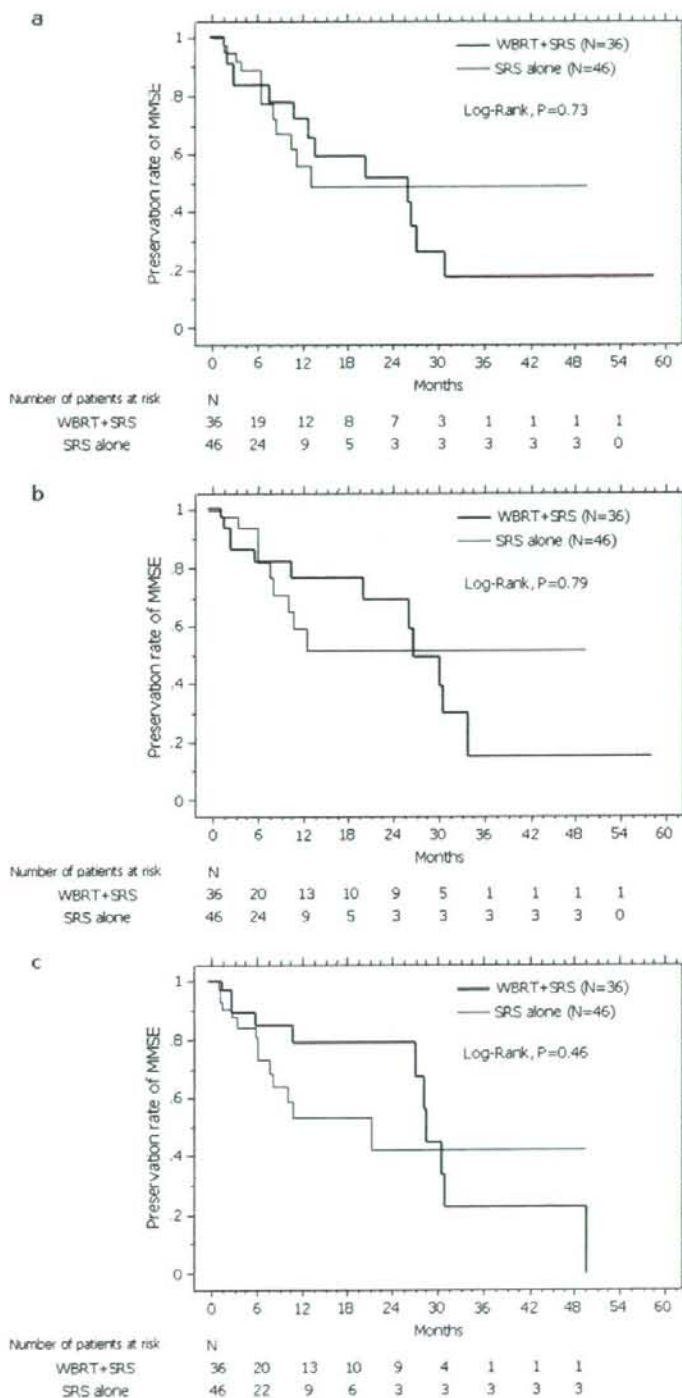 a
WBRT+SRS (N=36)
SRS alone (N=46)
Log-Rank, P=0.73
Preservation rate of MMSE
1
.8
.6
.4
.2
0
0 6 12 18 24 30 36 42 48 54 60
Months
Number of patients at risk N
WBRT+SRS 36 19 12 8 7 3 1 1 1 1
SRS alone 46 24 9 5 3 3 3 3 3 0
b
WBRT+SRS (N=36)
SRS alone (N=46)
Log-Rank, P=0.79
Preservation rate of MMSE
1
.8
.6
.4
.2
0
0 6 12 18 24 30 36 42 48 54 60
Months
Number of patients at risk N
WBRT+SRS 36 20 13 10 9 5 1 1 1 1
SRS alone 46 24 9 5 3 3 3 3 3 0
c
WBRT+SRS (N=36)
SRS alone (N=46)
Log-Rank, P=0.46
Preservation rate of MMSE
1
.8
.6
.4
.2
0
0 6 12 18 24 30 36 42 48 54 60
Months
Number of patients at risk N
WBRT+SRS 36 20 13 10 9 4 1 1 1
SRS alone 46 22 9 6 3 3 3 3 3